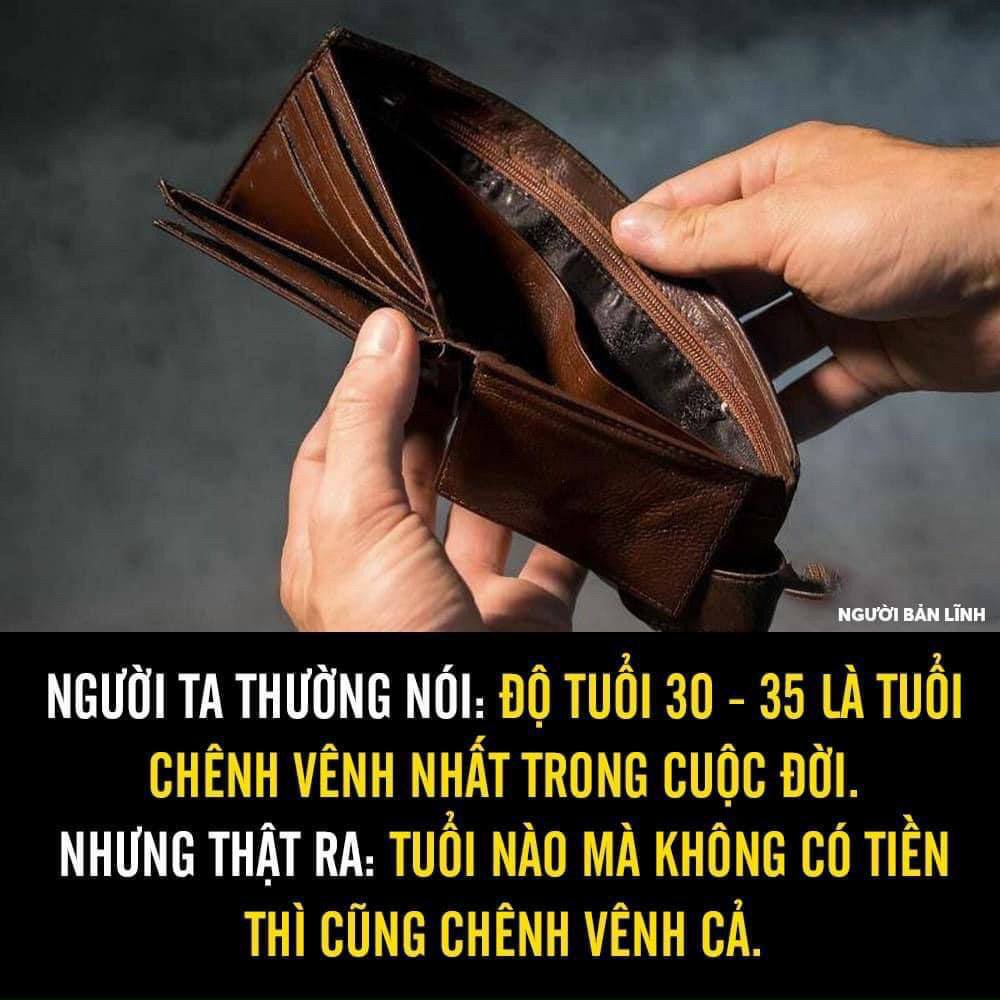 NGƯỜI BẢN LĨNH
NGƯỜI TA THƯỜNG NÓI: ĐỘ TUỔI 30 - 35 LÀ TUỔI
CHÊNH VÊNH NHẤT TRONG CUỘC ĐỜI.
NHƯNG THẬT RA: TUỔI NÀO MÀ KHÔNG CÓ TIỀN
THÌ CŨNG CHÊNH VÊNH CẢ.